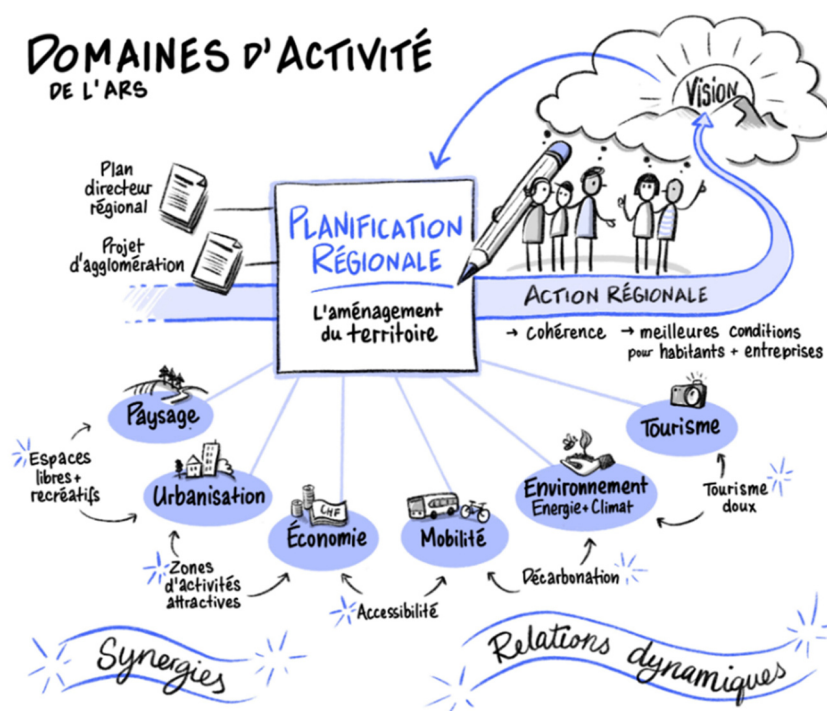 DOMAINES D'ACTIVITÉ
DE L'ARS
Vision
Plan
directeur
régional
Projet
d'agglomération
PLANIFICATION
RÉGIONALE
L'aménagement
du territoire
ACTION RÉGIONALE
→ cohérence → meilleures conditions
pour habitants + entreprises
Paysage
Tourisme
Espaces
libres +
recréatifs
Urbanisation
CHF
Économie
Mobilité
Environnement
Energie + Climat
Tourisme
doux
Zones
d'activités
attractives
Accessibilité
Décarbonation
Synergies
Relations dynamiques